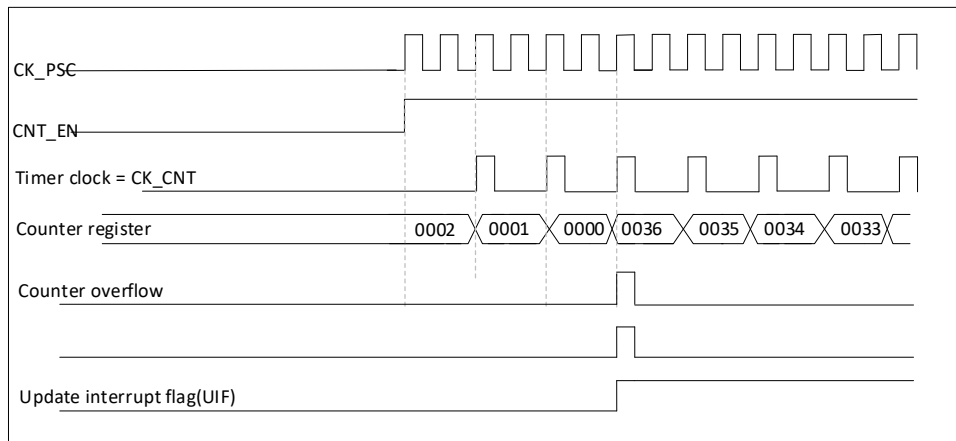 CK_PSC
CNT_EN
Timer clock = CK_CNT
Counter register 0002 0001 0000 0036 0035 0034 0033
Counter overflow
Update interrupt flag(UIF)